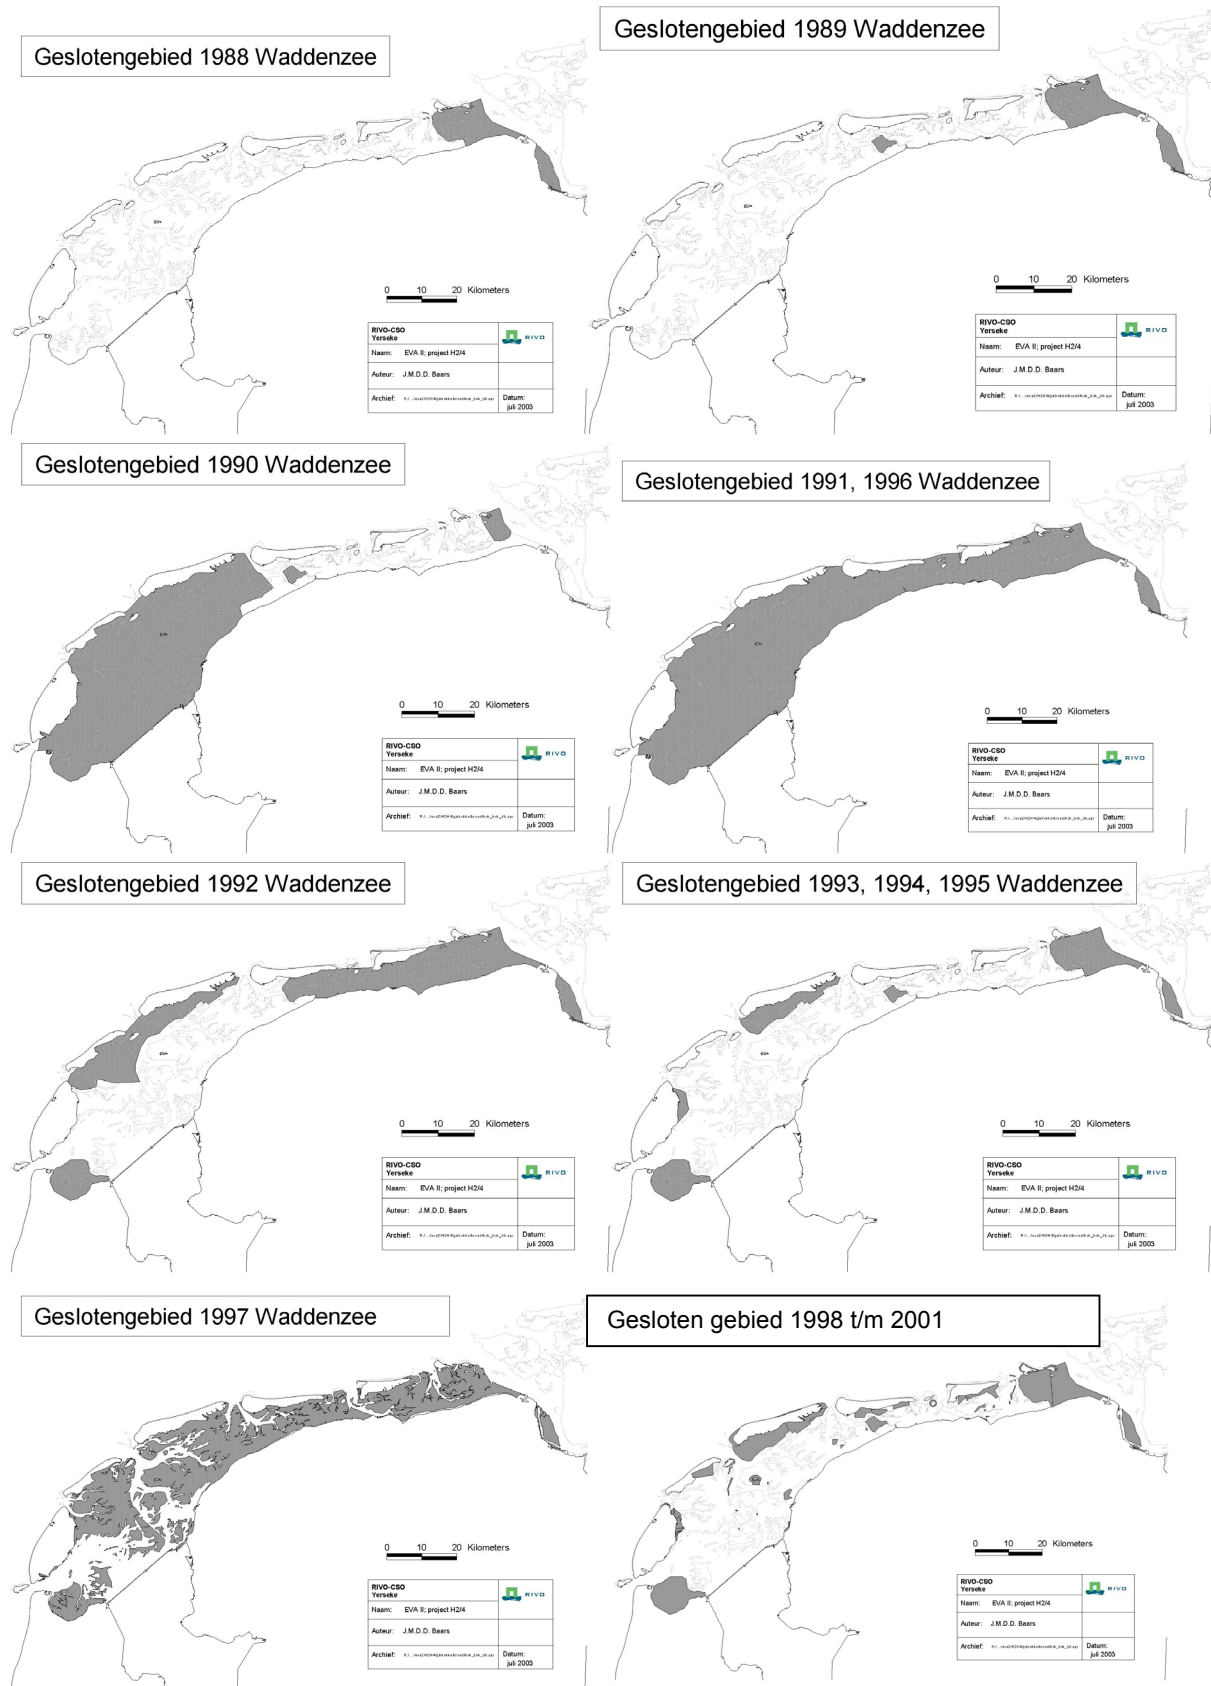 Geslotengebied 1988 Waddenzee
0 10 20 Kilometers
RIVO-CSO
Yerseke
RIVO
Naam: EVA II; project H2/4
Auteur: J.M.D.D. Baars
Archief:
Datum:
juli 2003
Geslotengebied 1989 Waddenzee
0 10 20 Kilometers
RIVO-CSO
Yerseke
RIVO
Naam: EVA II; project H2/4
Auteur: J.M.D.D. Baars
Archief:
Datum:
juli 2003
Geslotengebied 1990 Waddenzee
0 10 20 Kilometers
RIVO-CSO
Yerseke
RIVO
Naam: EVA II; project H2/4
Auteur: J.M.D.D. Baars
Archief:
Datum:
juli 2003
Geslotengebied 1991, 1996 Waddenzee
0 10 20 Kilometers
RIVO-CSO
Yerseke
RIVO
Naam: EVA II; project H2/4
Auteur: J.M.D.D. Baars
Archief:
Datum:
juli 2003
Geslotengebied 1992 Waddenzee
0 10 20 Kilometers
RIVO-CSO
Yerseke
RIVO
Naam: EVA II; project H2/4
Auteur: J.M.D.D. Baars
Archief:
Datum:
juli 2003
Geslotengebied 1993, 1994, 1995 Waddenzee
0 10 20 Kilometers
RIVO-CSO
Yerseke
RIVO
Naam: EVA II; project H2/4
Auteur: J.M.D.D. Baars
Archief:
Datum:
juli 2003
Geslotengebied 1997 Waddenzee
0 10 20 Kilometers
RIVO-CSO
Yerseke
RIVO
Naam: EVA II; project H2/4
Auteur: J.M.D.D. Baars
Archief:
Datum:
juli 2003
Gesloten gebied 1998 t/m 2001
0 10 20 Kilometers
RIVO-CSO
Yerseke
RIVO
Naam: EVA II; project H2/4
Auteur: J.M.D.D. Baars
Archief:
Datum:
juli 2003